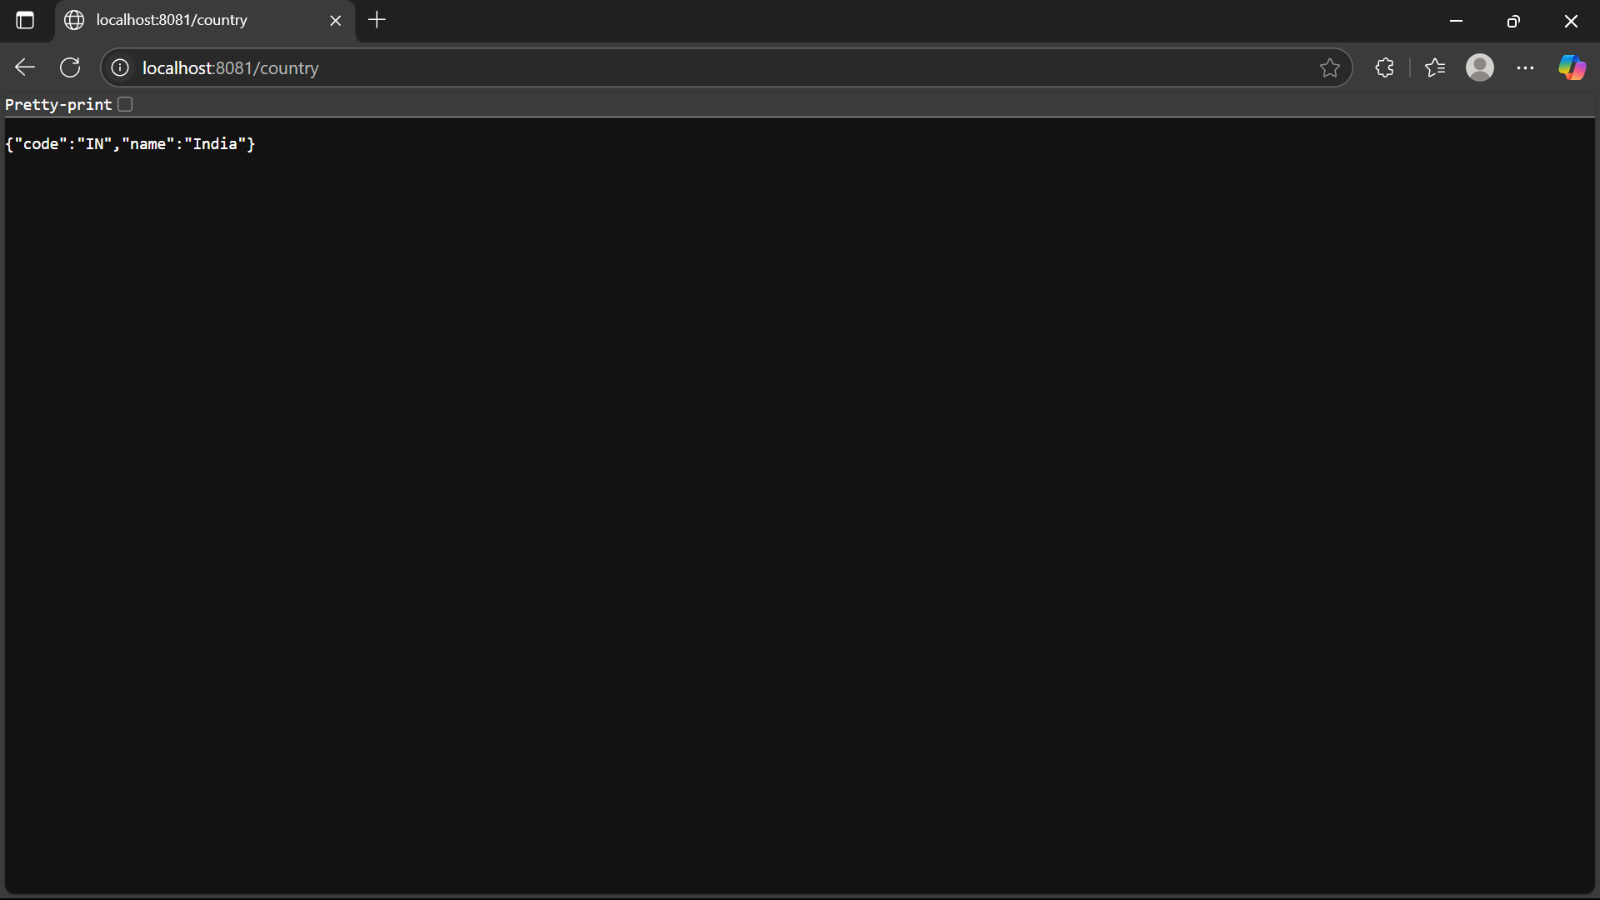 localhost:8081/country
localhost:8081/country
Pretty-print
{"code":"IN","name":"India"}